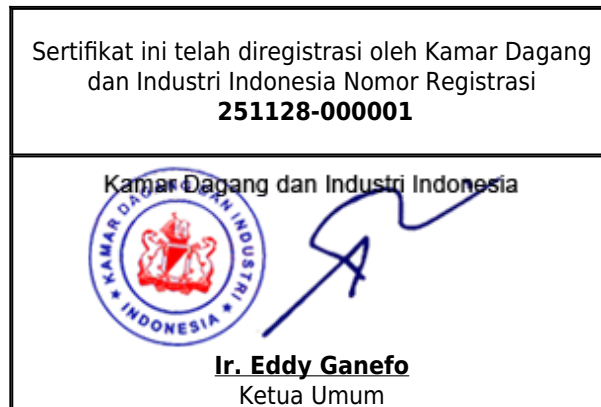 Sertifikat ini telah diregistrasi oleh Kamar Dagang
dan Industri Indonesia Nomor Registrasi
251128-000001
Kamar Dagang dan Industri Indonesia
KAMAR DAGANG DAN INDUSTRI
★ INDONESIA ★
Ir. Eddy Ganefo
Ketua Umum